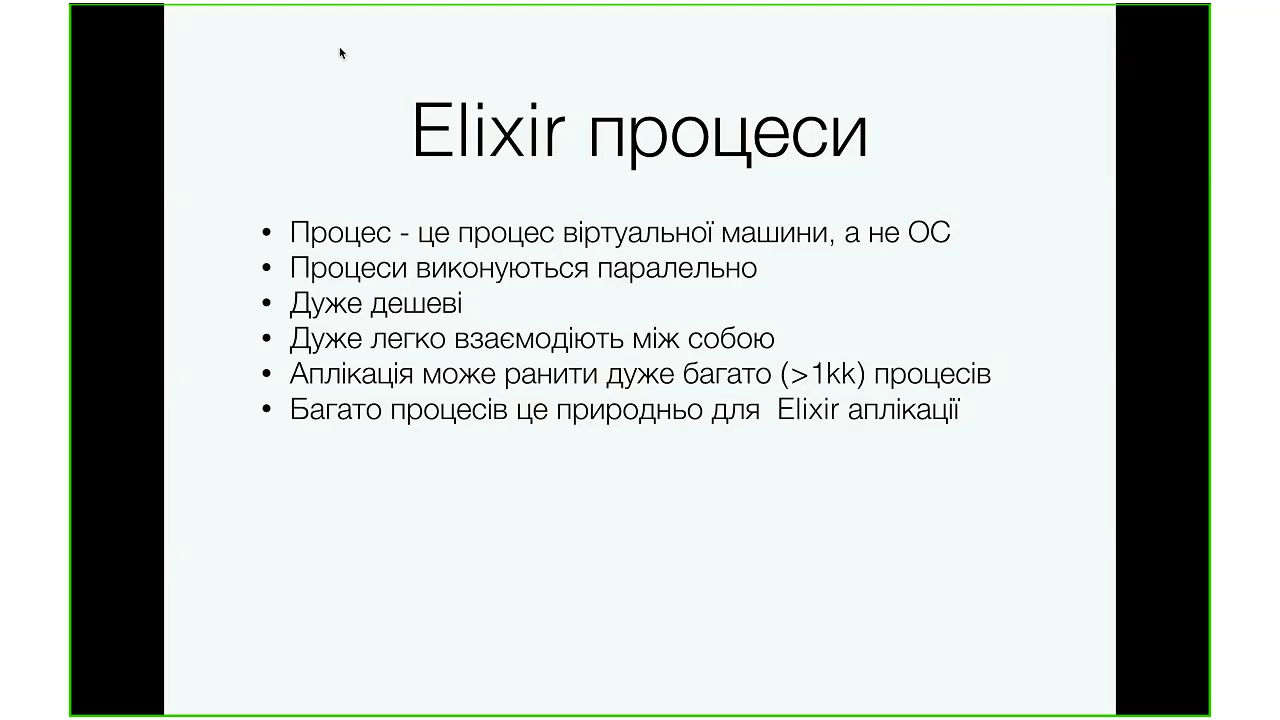 Elixir процеси
• Процес - це процес віртуальної машини, а не ОС
• Процеси виконуються паралельно
• Дуже дешеві
• Дуже легко взаємодіють між собою
• Аплікація може ранити дуже багато (>1kk) процесів
• Багато процесів це природньо для  Elixir аплікації